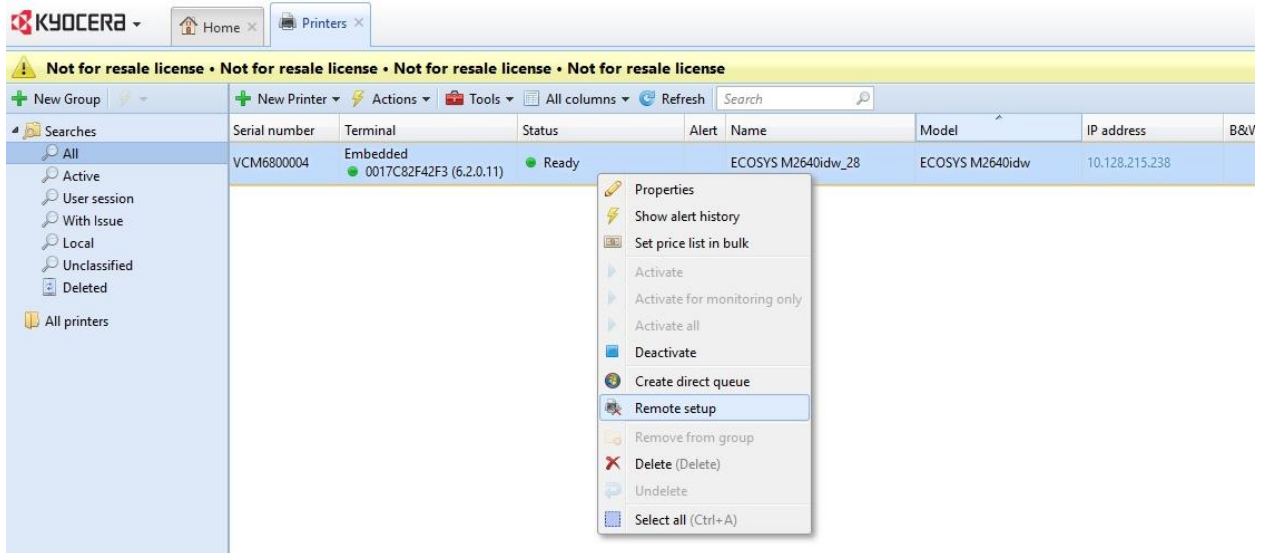 KYOCERA
Home
Printers
Not for resale license • Not for resale license • Not for resale license • Not for resale license
New Group
New Printer Actions Tools All columns Refresh Search
Searches
All
Active
User session
With Issue
Local
Unclassified
Deleted
All printers
Serial number Terminal Status Alert Name Model IP address B&W
VCM6800004 Embedded Ready ECOSYS M2640idw_28 ECOSYS M2640idw 10.128.215.238
0017C82F42F3 (6.2.0.11)
Properties
Show alert history
Set price list in bulk
Activate
Activate for monitoring only
Activate all
Deactivate
Create direct queue
Remote setup
Remove from group
Delete (Delete)
Undelete
Select all (Ctrl+A)